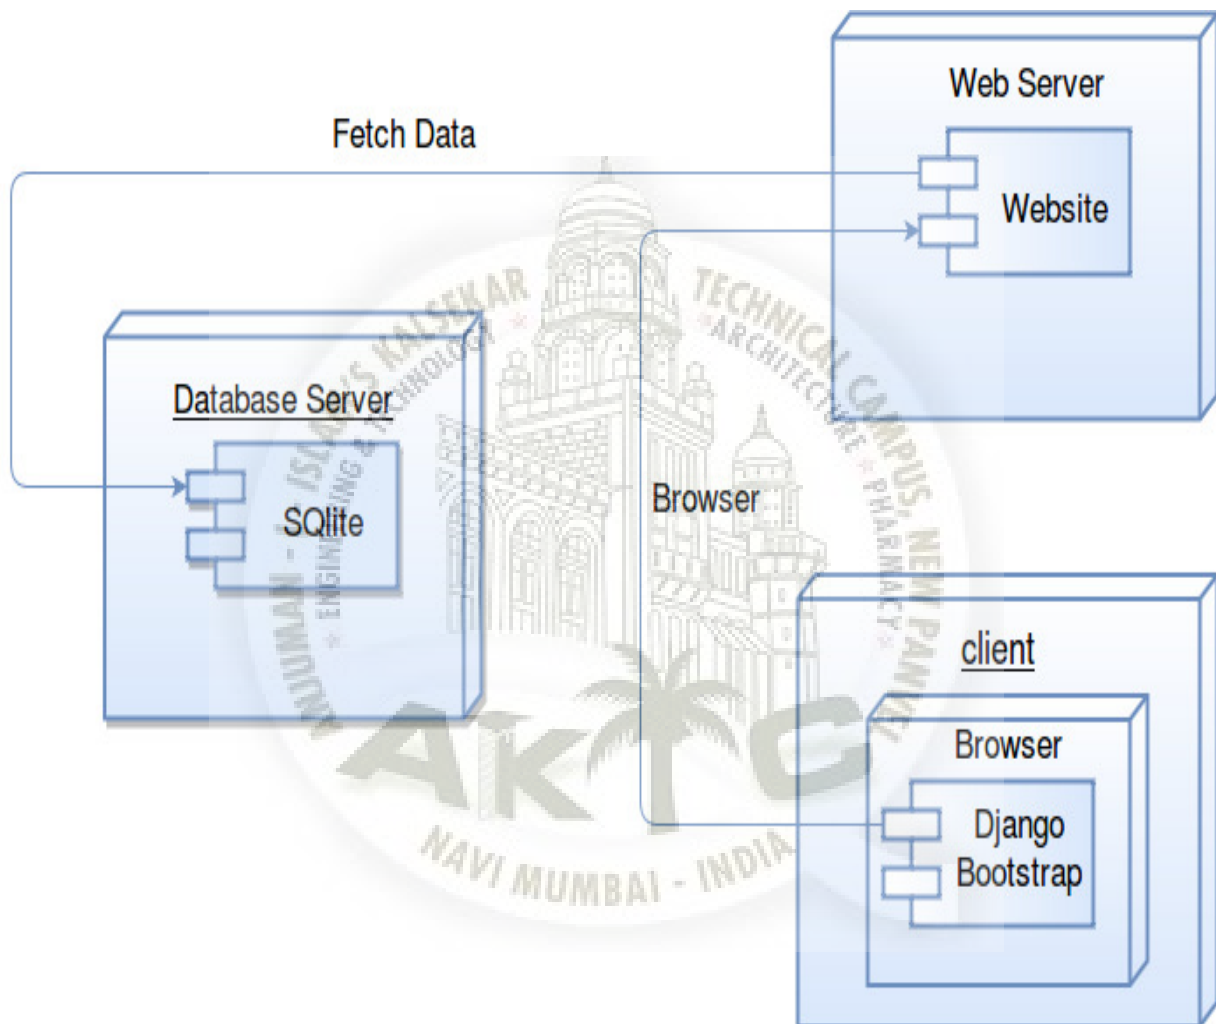 Web Server
Fetch Data
Website
Database Server
SQlite
Browser
client
Browser
Django
Bootstrap
ANJUMAN - I - ISLAM'S KALSEKAR TECHNICAL CAMPUS, NEW PANVEL
ENGINEERING & TECHNOLOGY * ARCHITECTURE * PHARMACY
AKTC
NAVI MUMBAI - INDIA